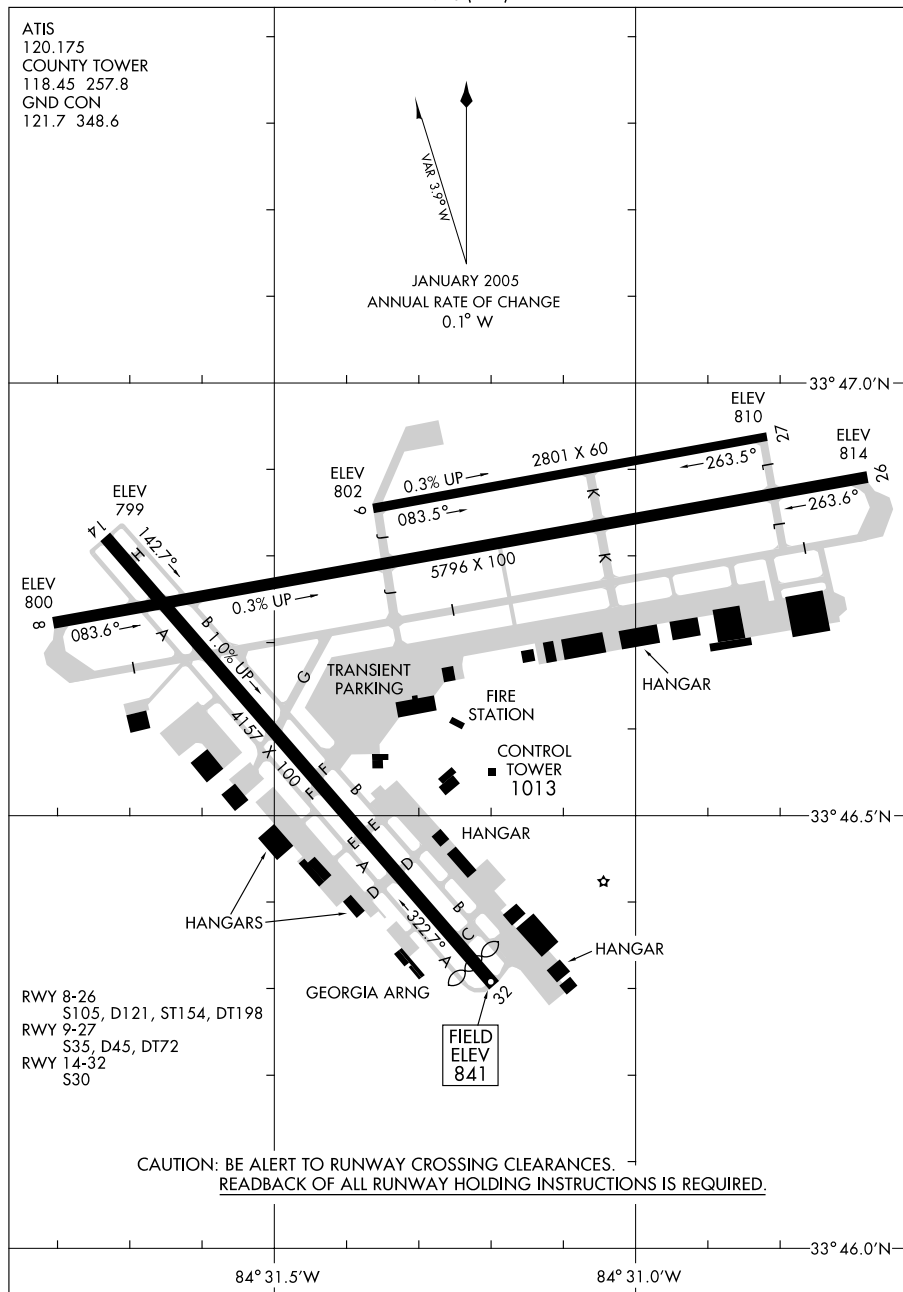 ATIS
120.175
COUNTY TOWER
118.45 257.8
GND CON
121.7 348.6
VAR 3.9° W
JANUARY 2005
ANNUAL RATE OF CHANGE
0.1° W
33° 47.0'N
ELEV
810
27
ELEV
814
26
2801 X 60
263.5°
L
ELEV
802
0.3% UP
9
083.5°
K
263.6°
ELEV
799
14
H
142.7°
J
5796 X 100
K
L
I
ELEV
800
8
083.6°
0.3% UP
J
I
A
B
1.0% UP
I
G
TRANSIENT
PARKING
HANGAR
FIRE
STATION
4157 X 100
CONTROL
TOWER
1013
F
F
B
33° 46.5'N
E
E
HANGAR
D
A
D
B
HANGARS
322.7°
C
A
HANGAR
GEORGIA ARNG
32
RWY 8-26
S105, D121, ST154, DT198
RWY 9-27
S35, D45, DT72
RWY 14-32
S30
FIELD
ELEV
841
CAUTION: BE ALERT TO RUNWAY CROSSING CLEARANCES.
READBACK OF ALL RUNWAY HOLDING INSTRUCTIONS IS REQUIRED.
33° 46.0'N
84° 31.5'W
84° 31.0'W